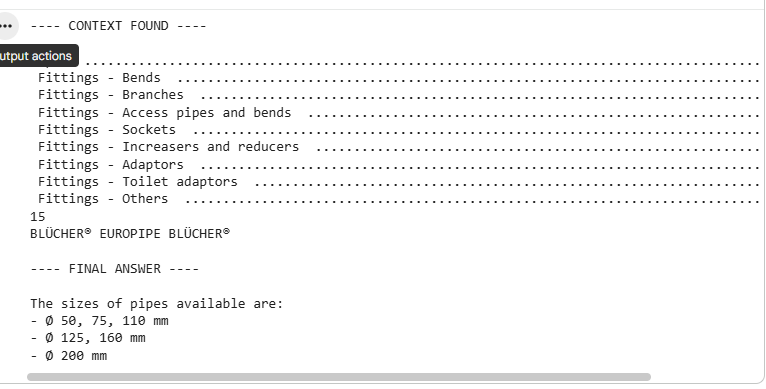 ---- CONTEXT FOUND ----
utput actions
................................................................................
Fittings - Bends ................................................................................
Fittings - Branches ................................................................................
Fittings - Access pipes and bends ...........................................................
Fittings - Sockets ..............................................................................
Fittings - Increasers and reducers ..........................................................
Fittings - Adaptors .............................................................................
Fittings - Toilet adaptors ..................................................................
Fittings - Others ................................................................................
15
BLÜCHER® EUROPIPE BLÜCHER®
---- FINAL ANSWER ----
The sizes of pipes available are:
- Ø 50, 75, 110 mm
- Ø 125, 160 mm
- Ø 200 mm